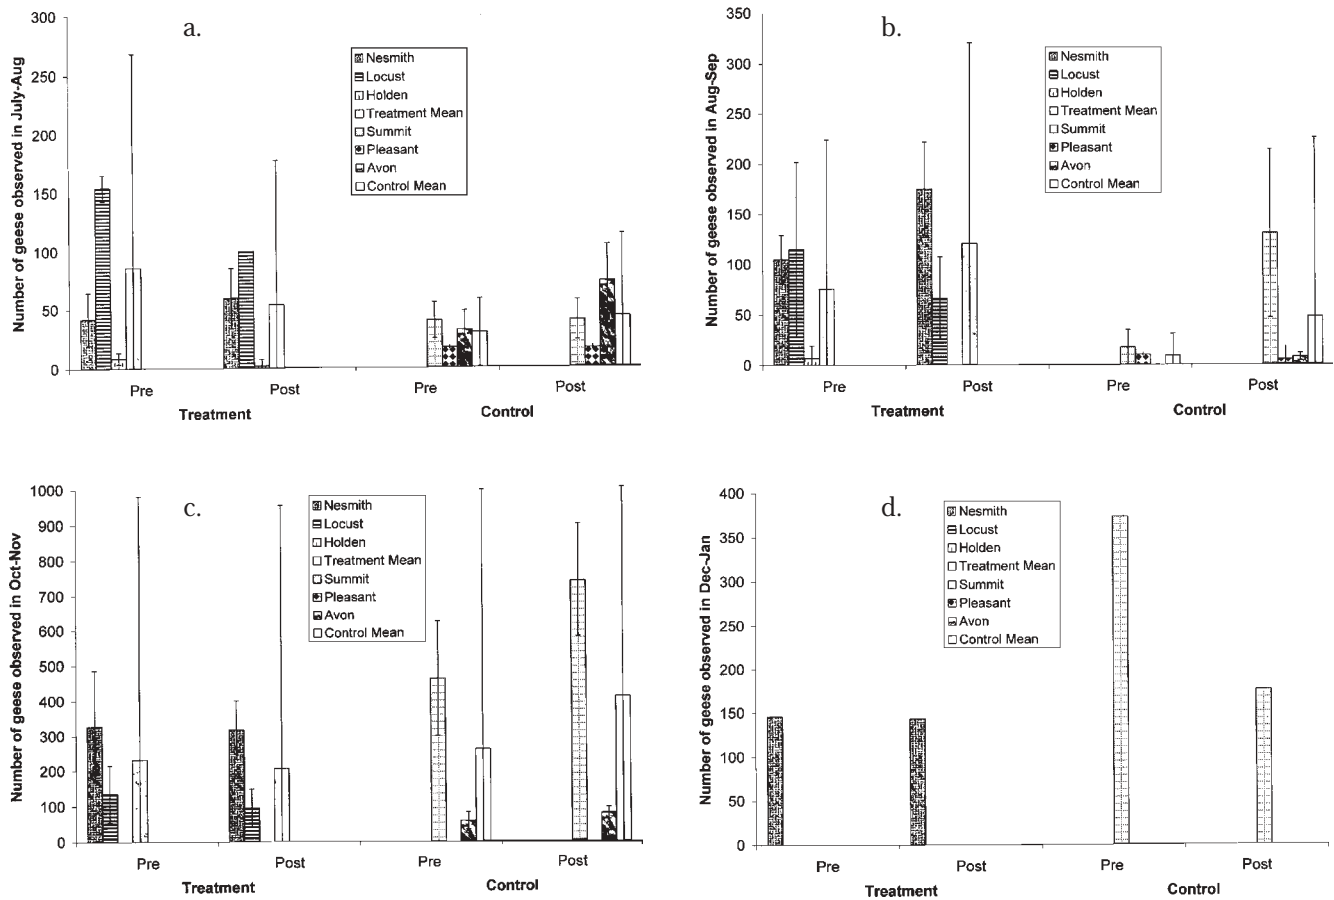 a.
Number of geese observed in July-Aug
300
250
200
150
100
50
0
Nesmith
Locust
Holden
Treatment Mean
Summit
Pleasant
Avon
Control Mean
Pre
Post
Pre
Post
Treatment
Control
b.
Number of geese observed in Aug-Sep
350
300
250
200
150
100
50
0
Nesmith
Locust
Holden
Treatment Mean
Summit
Pleasant
Avon
Control Mean
Pre
Post
Pre
Post
Treatment
Control
c.
Number of geese observed in Oct-Nov
1000
900
800
700
600
500
400
300
200
100
0
Nesmith
Locust
Holden
Treatment Mean
Summit
Pleasant
Avon
Control Mean
Pre
Post
Pre
Post
Treatment
Control
d.
Number of geese observed in Dec-Jan
400
350
300
250
200
150
100
50
0
Nesmith
Locust
Holden
Treatment Mean
Summit
Pleasant
Avon
Control Mean
Pre
Post
Pre
Post
Treatment
Control